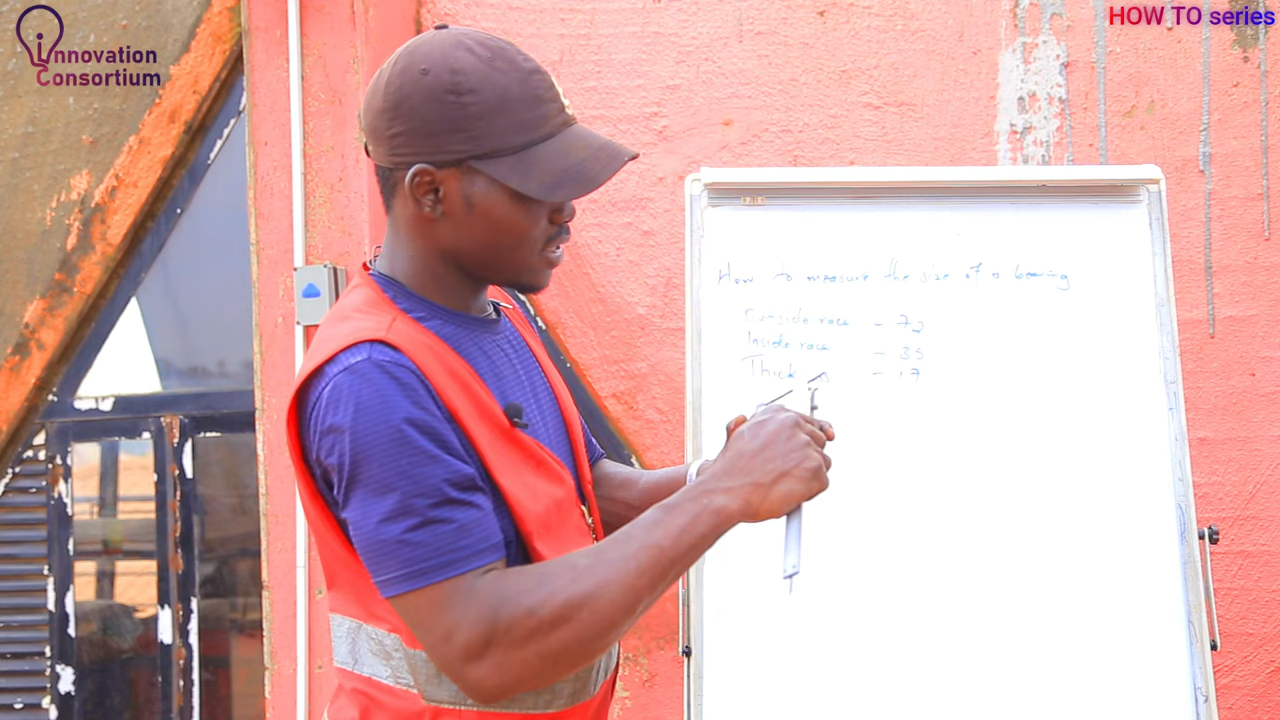 innovation
Consortium
HOW TO series
How to measure the size of a bearing
Outside race - 72
Inside race - 35
Thick - 17